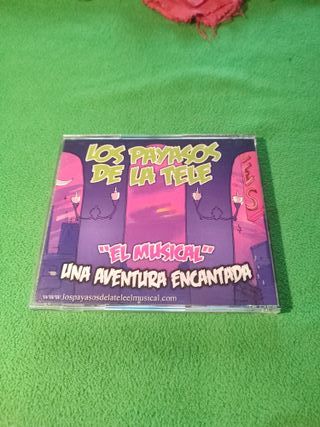 LOS PAYASOS
DE LA TELE
"EL MUSICAL"
UNA AVENTURA ENCANTADA
www.lospayasosdelateleelmusical.com